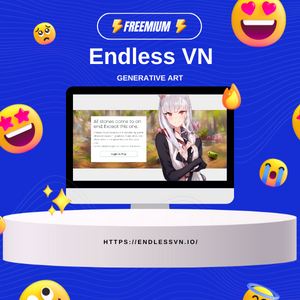 FREEMIUM
Endless VN
GENERATIVE ART
All stories come to an
end. Except this one.
HTTPS://ENDLESSVN.IO/